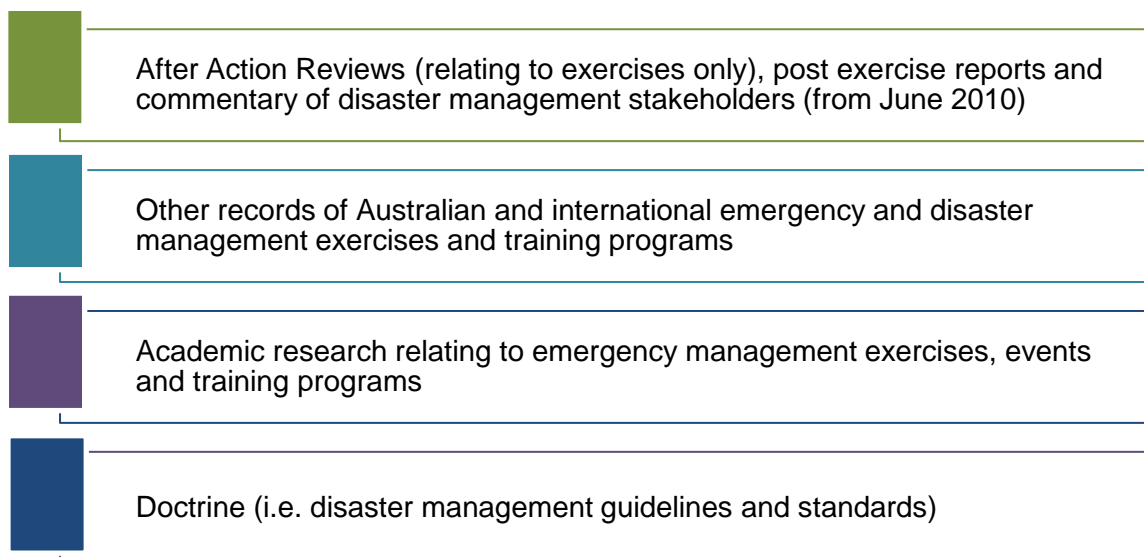 After Action Reviews (relating to exercises only), post exercise reports and
commentary of disaster management stakeholders (from June 2010)
Other records of Australian and international emergency and disaster
management exercises and training programs
Academic research relating to emergency management exercises, events
and training programs
Doctrine (i.e. disaster management guidelines and standards)